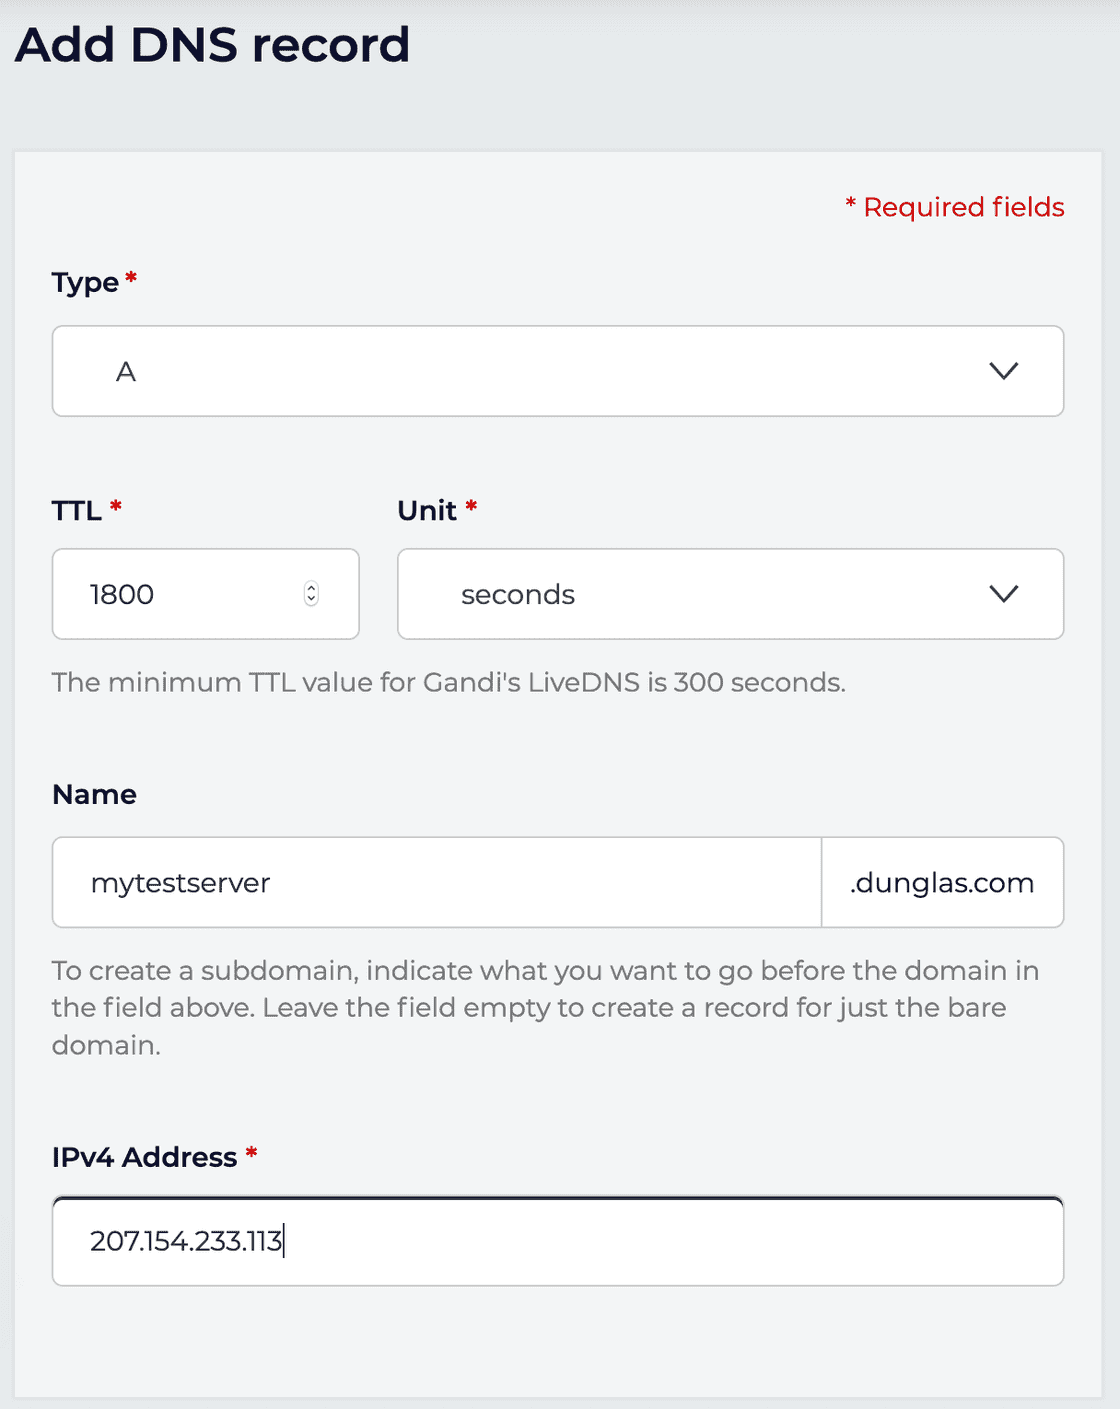 Add DNS record
* Required fields
Type *
A
TTL * Unit *
1800 seconds
The minimum TTL value for Gandi's LiveDNS is 300 seconds.
Name
mytestserver .dunglas.com
To create a subdomain, indicate what you want to go before the domain in
the field above. Leave the field empty to create a record for just the bare
domain.
IPv4 Address *
207.154.233.113